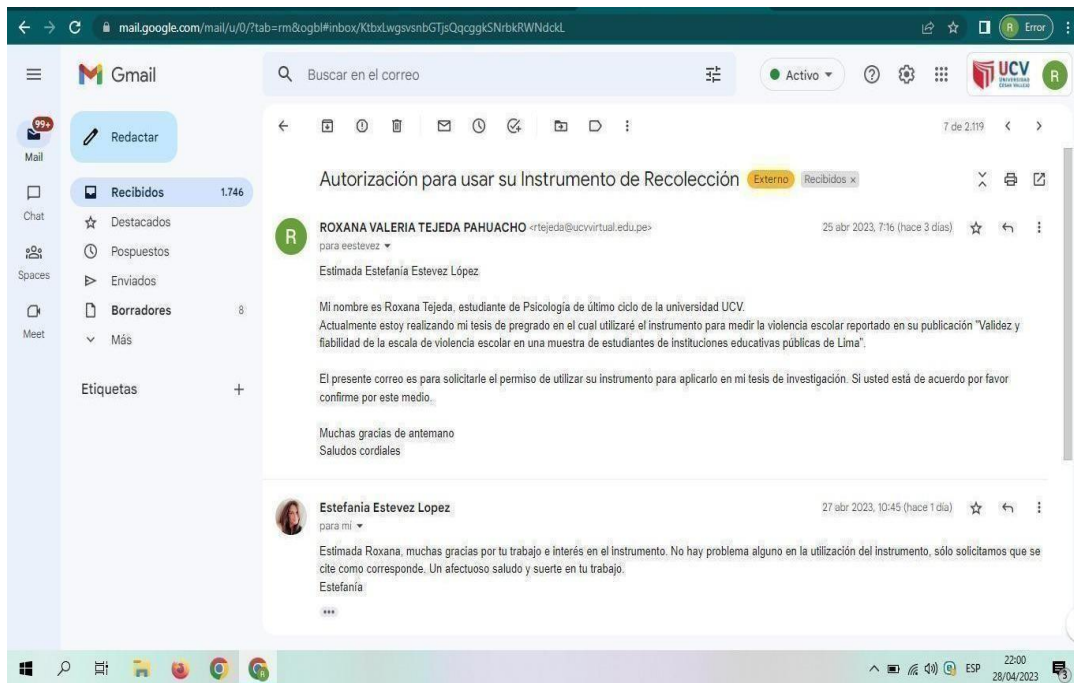 mail.google.com/mail/u/0/?tab=rm&ogbl#inbox/KtbxLwgsvsnbGTjsQqcggkSNrbkRWNdckL
R Error
Gmail
Buscar en el correo
Activo
UCV
UNIVERSIDAD
CÉSAR VALLEJO
R
99+
Mail
Chat
Spaces
Meet
Redactar
Recibidos 1.746
Destacados
Pospuestos
Enviados
Borradores 8
Más
Etiquetas +
7 de 2.119
Autorización para usar su Instrumento de Recolección Externo Recibidos x
R
ROXANA VALERIA TEJEDA PAHUACHO <rtejeda@ucvvirtual.edu.pe> 25 abr 2023, 7:16 (hace 3 días)
para eestevez
Estimada Estefanía Estevez López
Mi nombre es Roxana Tejeda, estudiante de Psicología de último ciclo de la universidad UCV.
Actualmente estoy realizando mi tesis de pregrado en el cual utilizaré el instrumento para medir la violencia escolar reportado en su publicación "Validez y
fiabilidad de la escala de violencia escolar en una muestra de estudiantes de instituciones educativas públicas de Lima".
El presente correo es para solicitarle el permiso de utilizar su instrumento para aplicarlo en mi tesis de investigación. Si usted está de acuerdo por favor
confirme por este medio.
Muchas gracias de antemano
Saludos cordiales
Estefania Estevez Lopez 27 abr 2023, 10:45 (hace 1 día)
para mí
Estimada Roxana, muchas gracias por tu trabajo e interés en el instrumento. No hay problema alguno en la utilización del instrumento, sólo solicitamos que se
cite como corresponde. Un afectuoso saludo y suerte en tu trabajo.
Estefanía
ESP
22:00
28/04/2023
3